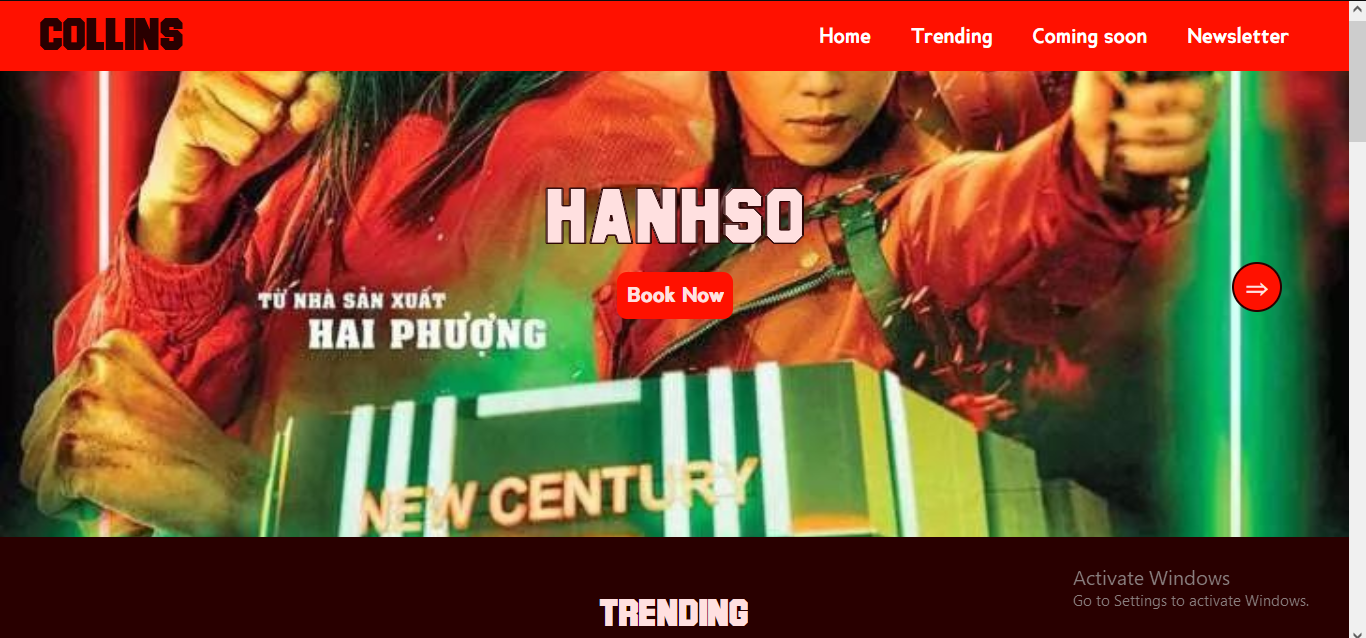 COLLINS
Home
Trending
Coming soon
Newsletter
HANHSO
Book Now
TỪ NHÀ SẢN XUẤT
HAI PHƯỢNG
⇒
NEW CENTURY
TRENDING
Activate Windows
Go to Settings to activate Windows.